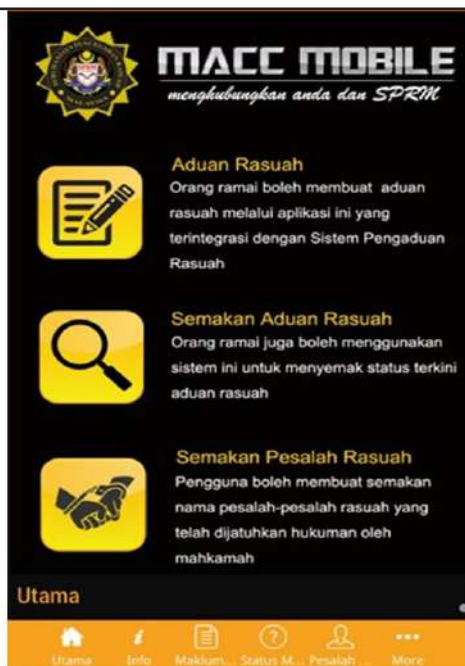 MACC MOBILE
menghubungkan anda dan SPRM
Aduan Rasuah
Orang ramai boleh membuat aduan
rasuah melalui aplikasi ini yang
terintegrasi dengan Sistem Pengaduan
Rasuah
Semakan Aduan Rasuah
Orang ramai juga boleh menggunakan
sistem ini untuk menyemak status terkini
aduan rasuah
Semakan Pesalah Rasuah
Pengguna boleh membuat semakan
nama pesalah-pesalah rasuah yang
telah dijatuhkan hukuman oleh
mahkamah
Utama
Utama Info Maklum... Status M... Pesalah ... More